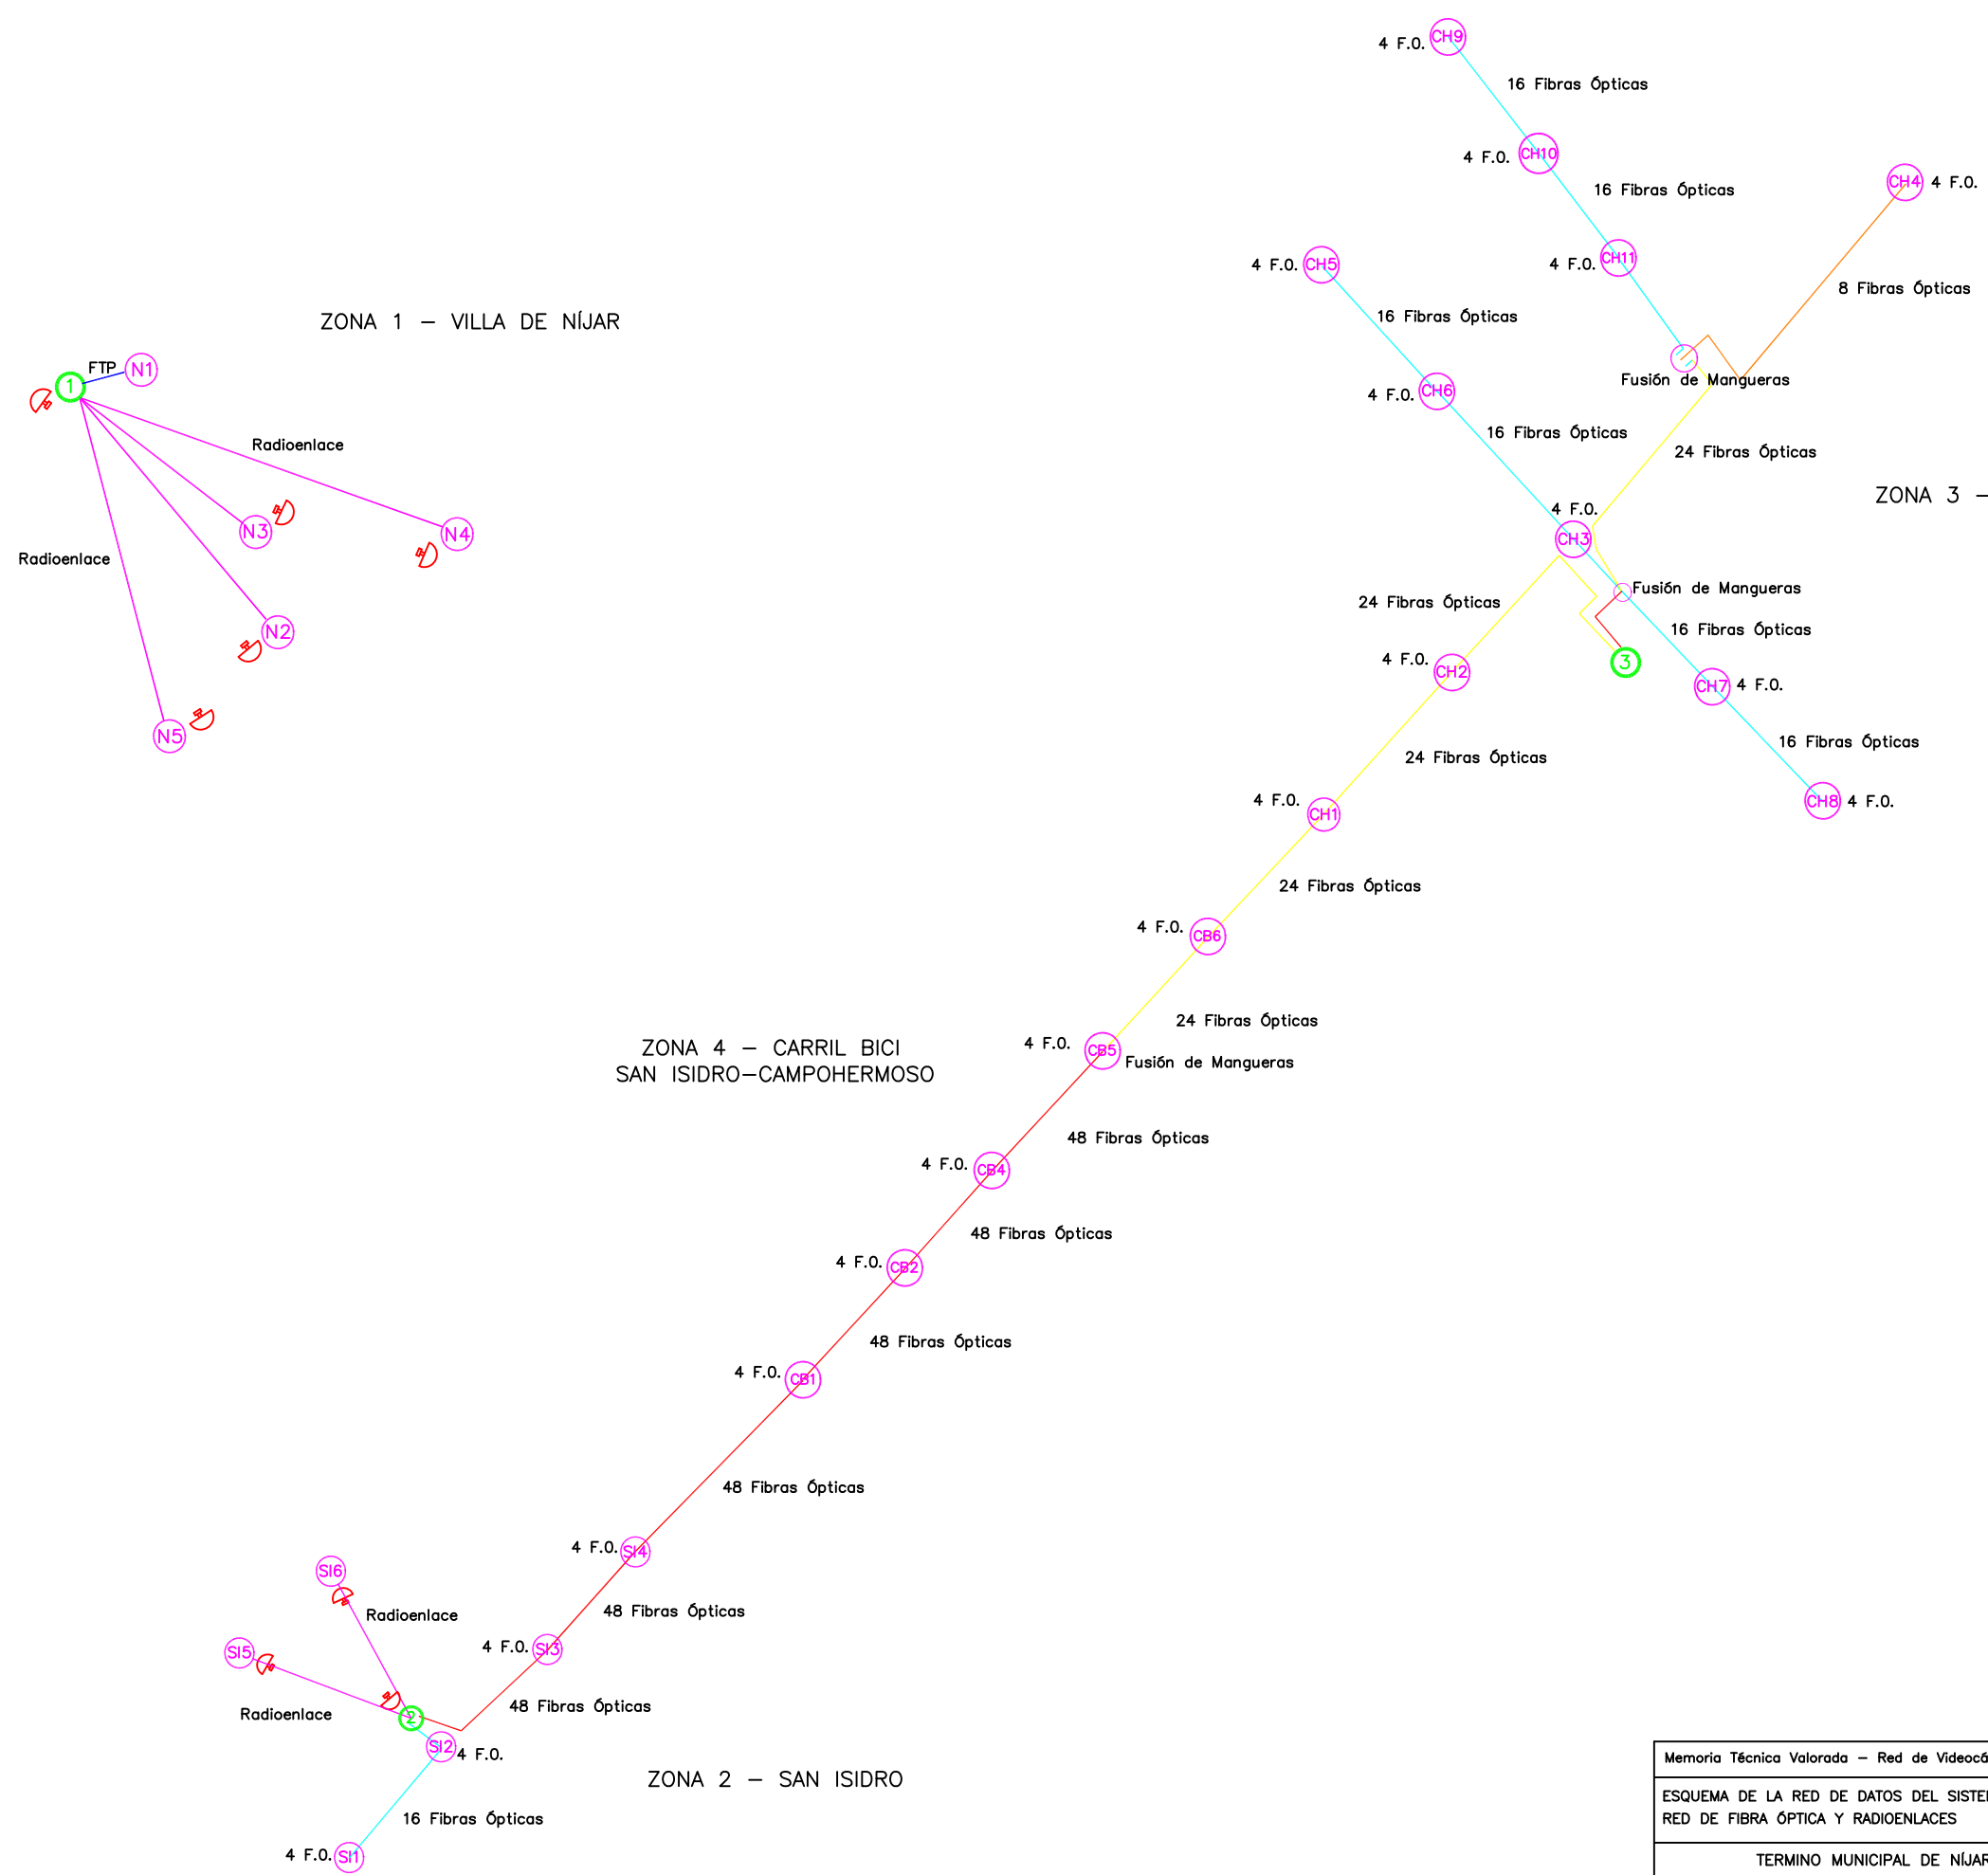 CH9
4 F.O.
16 Fibras Ópticas
CH10
4 F.O.
16 Fibras Ópticas
CH4
4 F.O.
CH11
4 F.O.
CH5
4 F.O.
8 Fibras Ópticas
16 Fibras Ópticas
ZONA 1 – VILLA DE NÍJAR
FTP
N1
1
Fusión de Mangueras
CH6
4 F.O.
16 Fibras Ópticas
Radioenlace
24 Fibras Ópticas
ZONA 3 –
4 F.O.
N3
N4
CH3
Radioenlace
Fusión de Mangueras
24 Fibras Ópticas
N2
16 Fibras Ópticas
4 F.O.
CH2
3
CH7
4 F.O.
N5
16 Fibras Ópticas
24 Fibras Ópticas
4 F.O.
CH1
CH8
4 F.O.
24 Fibras Ópticas
4 F.O.
CB6
24 Fibras Ópticas
ZONA 4 – CARRIL BICI
SAN ISIDRO–CAMPOHERMOSO
4 F.O.
CB5
Fusión de Mangueras
48 Fibras Ópticas
4 F.O.
CB4
48 Fibras Ópticas
4 F.O.
CB2
48 Fibras Ópticas
4 F.O.
CB1
48 Fibras Ópticas
4 F.O.
SI4
SI6
Radioenlace
48 Fibras Ópticas
4 F.O.
SI3
SI5
48 Fibras Ópticas
Radioenlace
2
SI2
4 F.O.
ZONA 2 – SAN ISIDRO
16 Fibras Ópticas
4 F.O.
SI1
Memoria Técnica Valorada – Red de Videocá
ESQUEMA DE LA RED DE DATOS DEL SISTE
RED DE FIBRA ÓPTICA Y RADIOENLACES
TERMINO MUNICIPAL DE NÍJAR